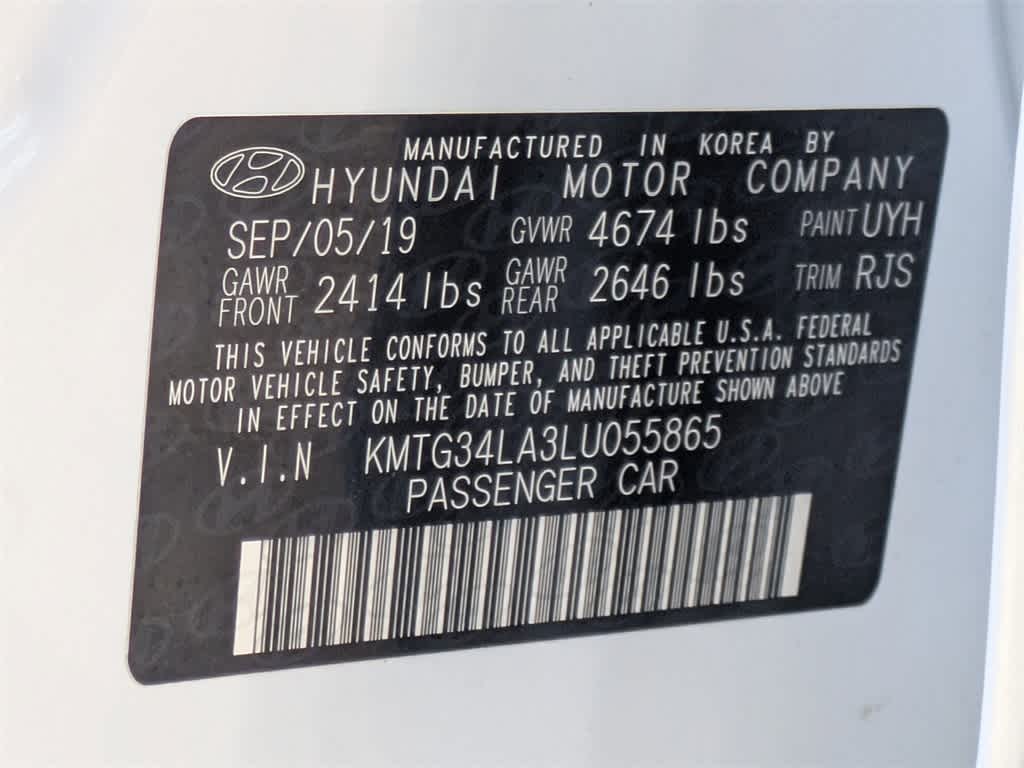 MANUFACTURED IN KOREA BY
HYUNDAI MOTOR COMPANY
SEP/05/19 GVWR 4674 lbs PAINT UYH
GAWR FRONT 2414 lbs GAWR REAR 2646 lbs TRIM RJS
THIS VEHICLE CONFORMS TO ALL APPLICABLE U.S.A. FEDERAL
MOTOR VEHICLE SAFETY, BUMPER, AND THEFT PREVENTION STANDARDS
IN EFFECT ON THE DATE OF MANUFACTURE SHOWN ABOVE
V.I.N KMTG34LA3LU055865
PASSENGER CAR